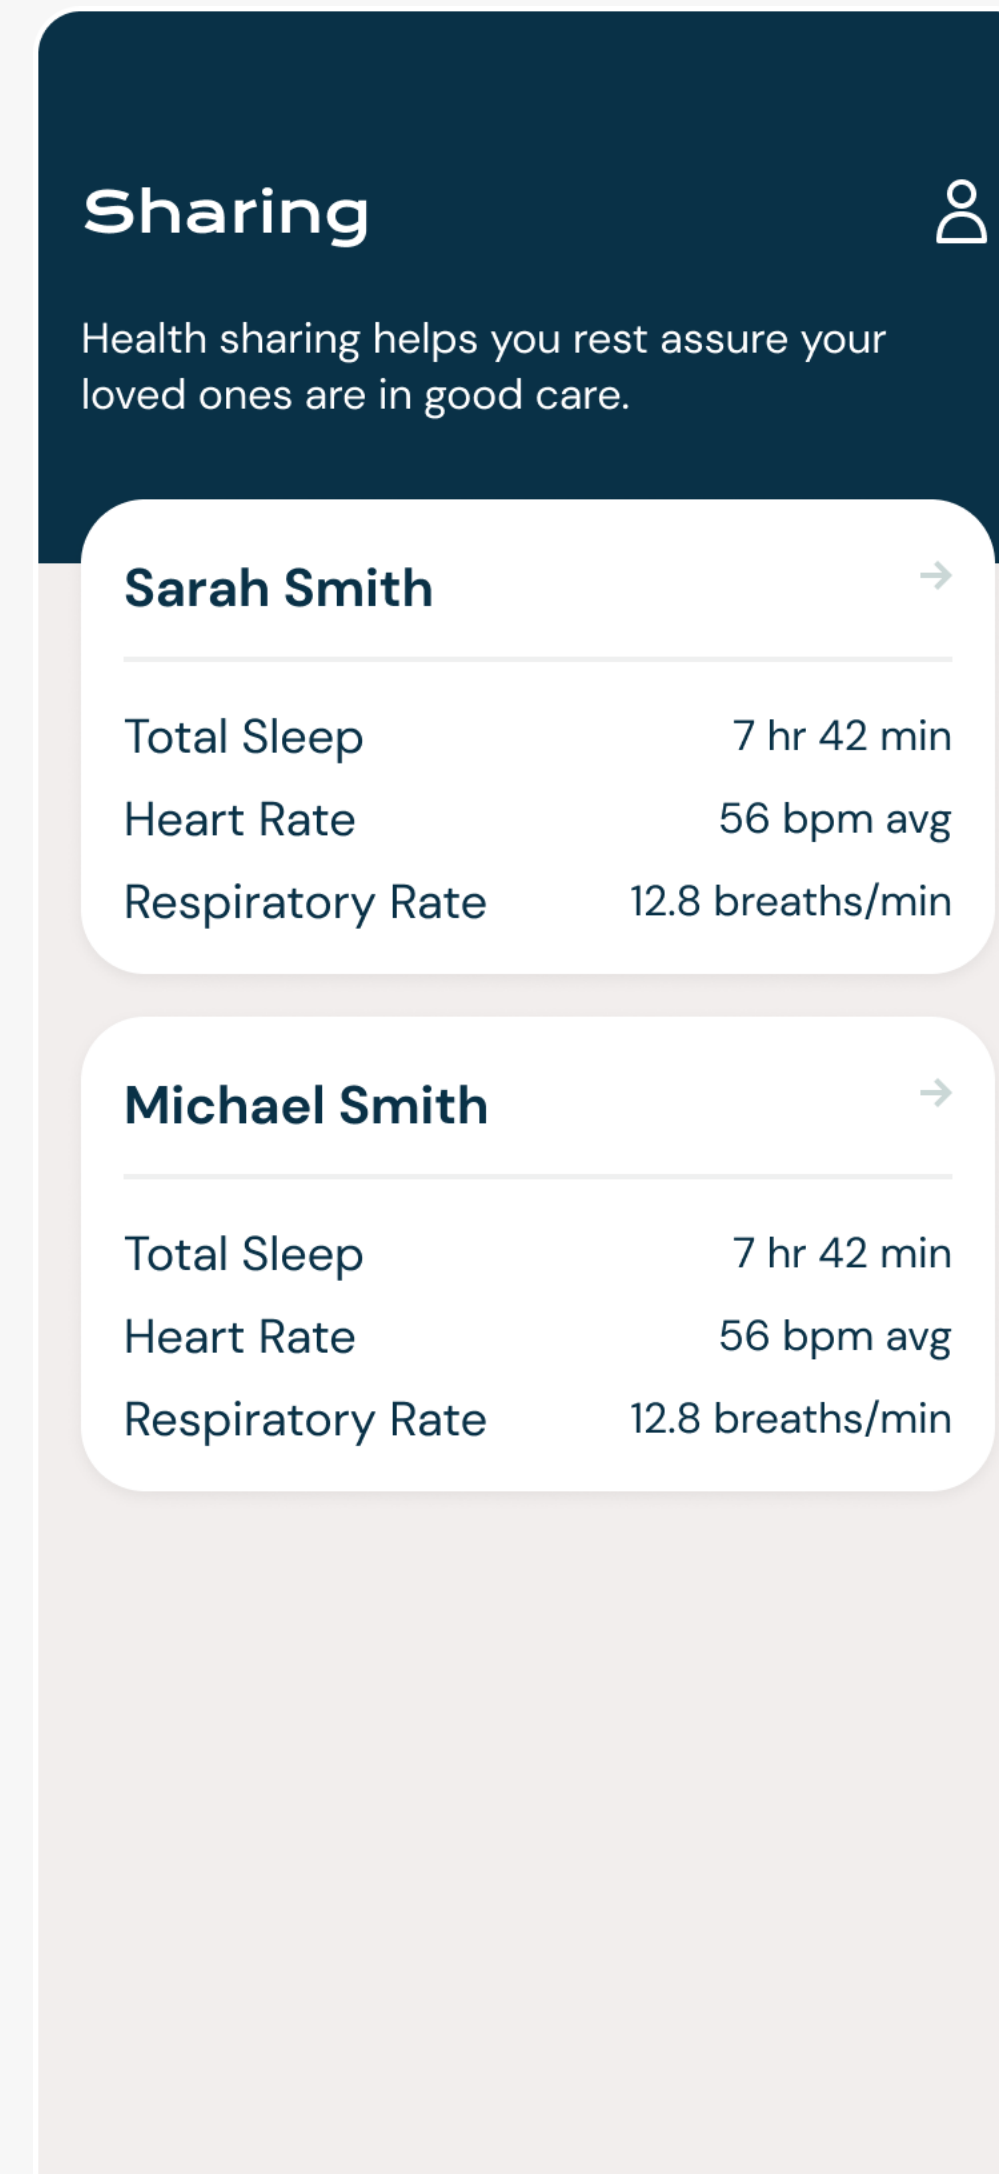 Sharing
Health sharing helps you rest assure your
loved ones are in good care.
Sarah Smith
Total Sleep 7 hr 42 min
Heart Rate 56 bpm avg
Respiratory Rate 12.8 breaths/min
Michael Smith
Total Sleep 7 hr 42 min
Heart Rate 56 bpm avg
Respiratory Rate 12.8 breaths/min